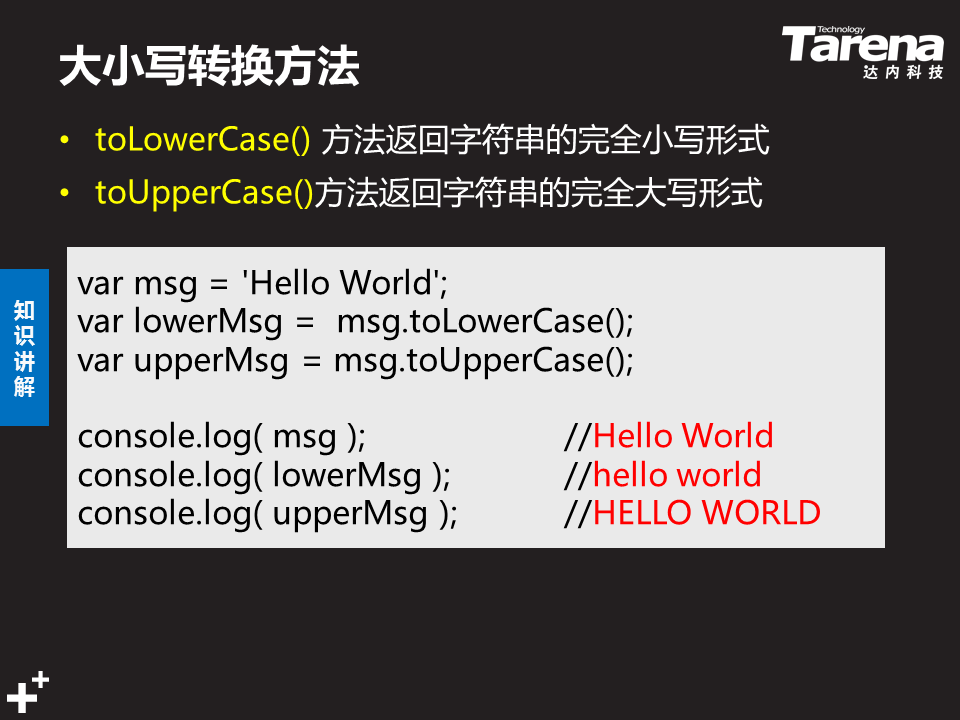 大小写转换方法
Technology
Tarena
达内科技
• toLowerCase() 方法返回字符串的完全小写形式
• toUpperCase()方法返回字符串的完全大写形式
知识讲解
var msg = 'Hello World';
var lowerMsg =  msg.toLowerCase();
var upperMsg = msg.toUpperCase();
console.log( msg ); //Hello World
console.log( lowerMsg ); //hello world
console.log( upperMsg ); //HELLO WORLD